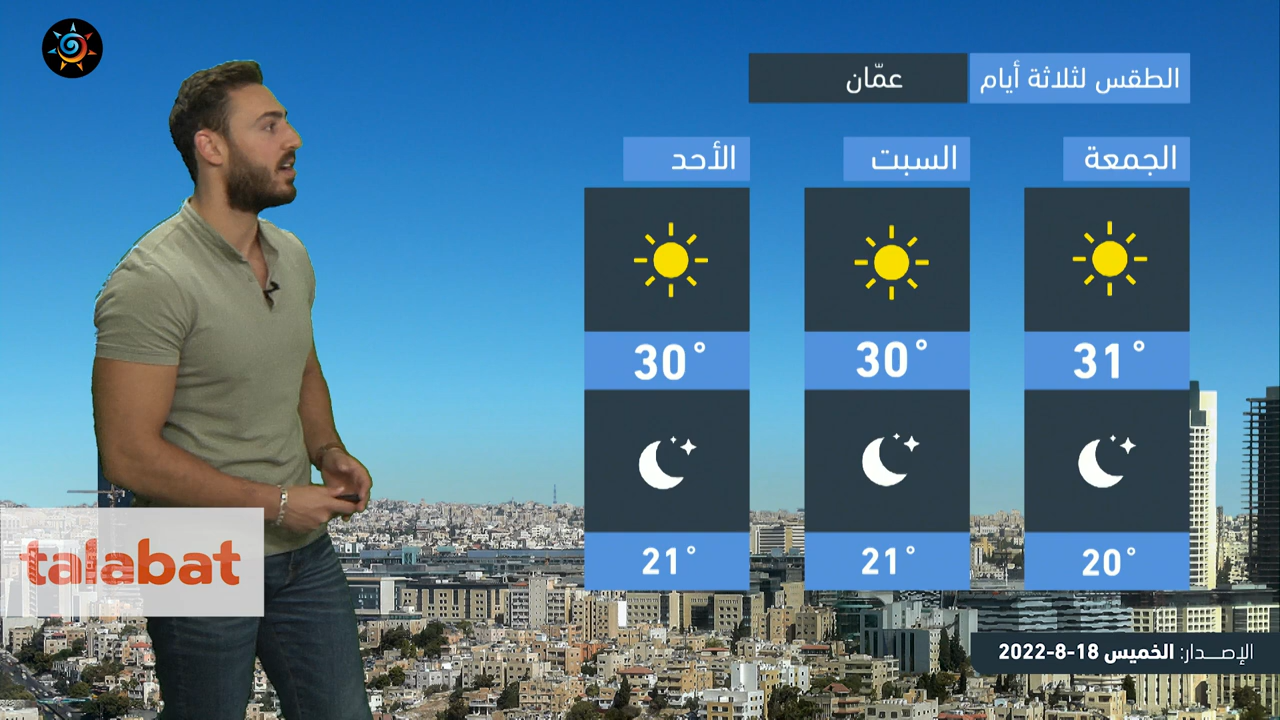 الطقس لثلاثة أيام
عمّان
الجمعة
السبت
الأحد
31°
30°
30°
20°
21°
21°
talabat
الإصدار: الخميس 18-8-2022